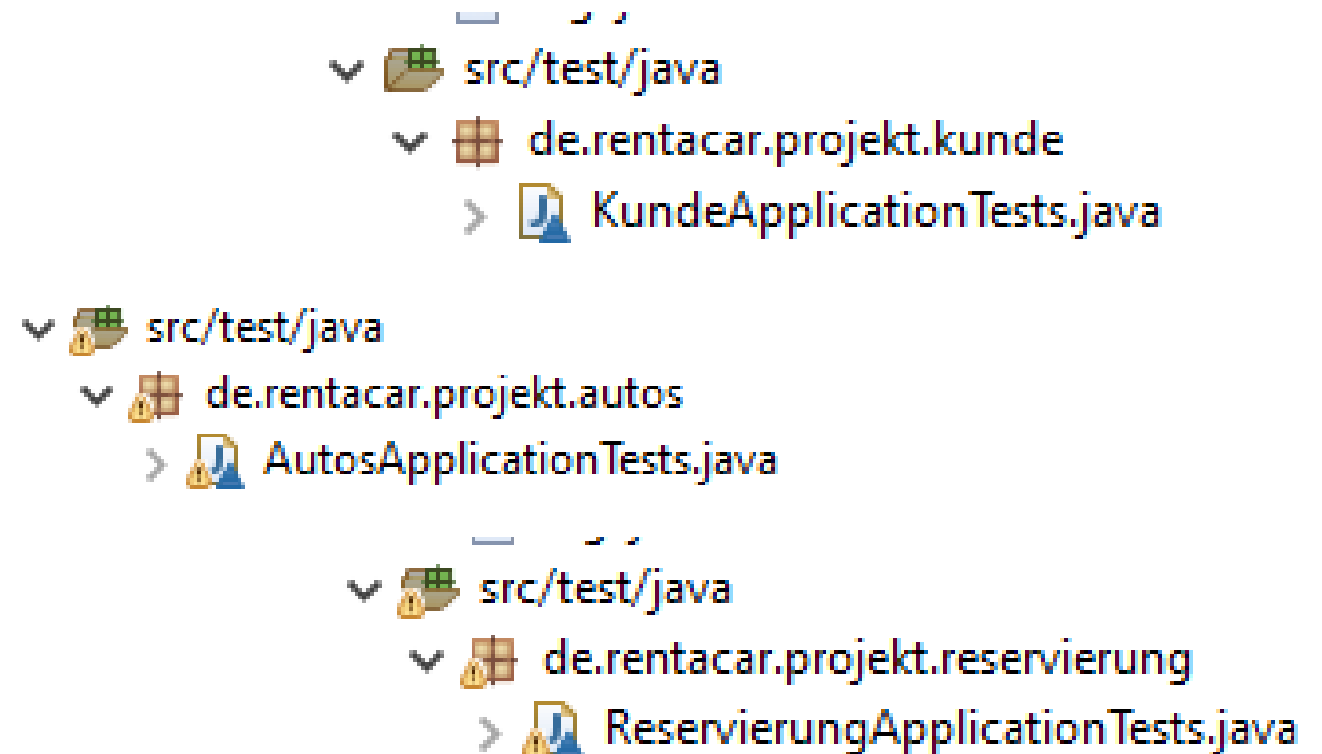 src/test/java
de.rentacar.projekt.kunde
KundeApplicationTests.java
src/test/java
de.rentacar.projekt.autos
AutosApplicationTests.java
src/test/java
de.rentacar.projekt.reservierung
ReservierungApplicationTests.java